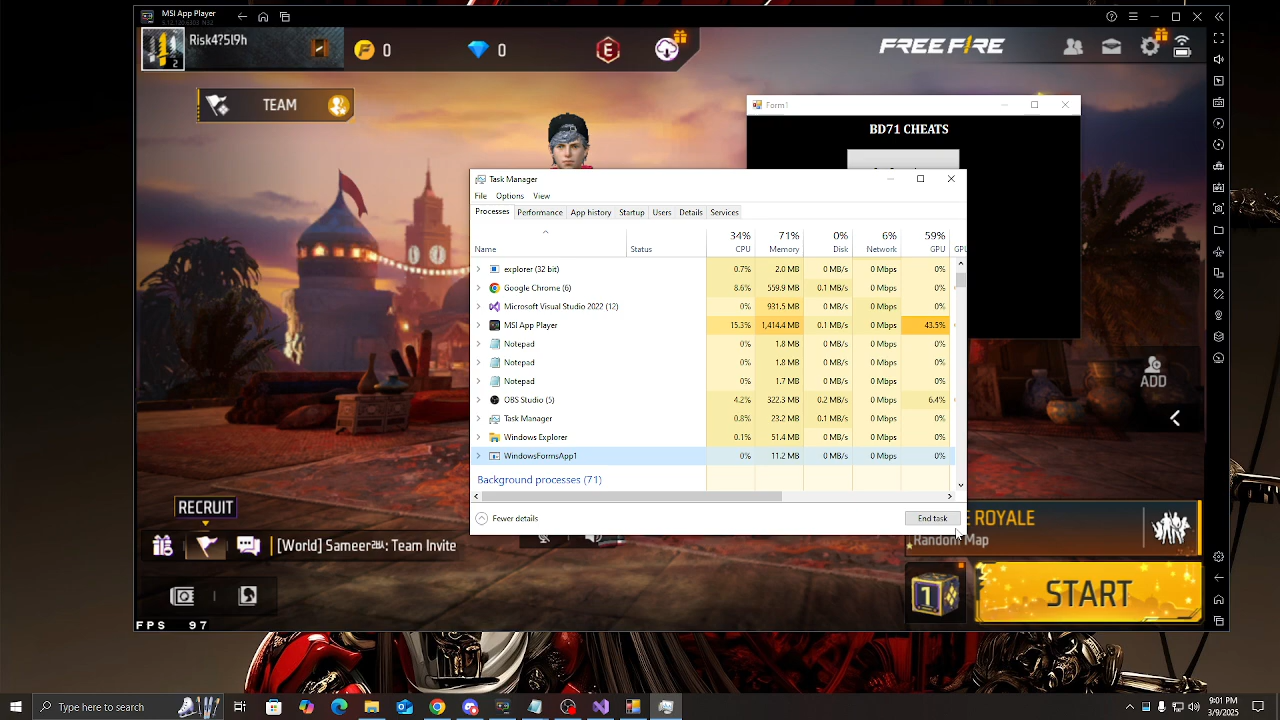 MSI App Player
Risk4?5l9h
2
0
0
E
FREE FIRE
TEAM
Form1
BD71 CHEATS
Task Manager
File Options View
Processes Performance App history Startup Users Details Services
34% 71% 0% 6% 59%
Name Status CPU Memory Disk Network GPU
explorer (32 bit) 0.7% 2.0 MB 0 MB/s 0 Mbps 0%
Google Chrome (6) 8.6% 559.9 MB 0.1 MB/s 0 Mbps 0%
Microsoft Visual Studio 2022 (12) 0% 931.5 MB 0 MB/s 0 Mbps 0%
MSI App Player 15.3% 1,414.4 MB 0.1 MB/s 0 Mbps 43.5%
Notepad 0% 1.8 MB 0 MB/s 0 Mbps 0%
Notepad 0% 1.8 MB 0 MB/s 0 Mbps 0%
Notepad 0% 1.7 MB 0 MB/s 0 Mbps 0%
OBS Studio (5) 4.2% 322.3 MB 0.2 MB/s 0 Mbps 6.4%
Task Manager 0.8% 23.2 MB 0.1 MB/s 0 Mbps 0%
Windows Explorer 0.1% 51.4 MB 0 MB/s 0 Mbps 0%
WindowsFormsApp1 0% 11.2 MB 0 MB/s 0 Mbps 0%
Background processes (71)
Fewer details
End task
ADD
RECRUIT
ROYALE
Random Map
[World] Sameer: Team Invite
1
START
FPS 97
Type here to search
9:01 PM
3/9/2025